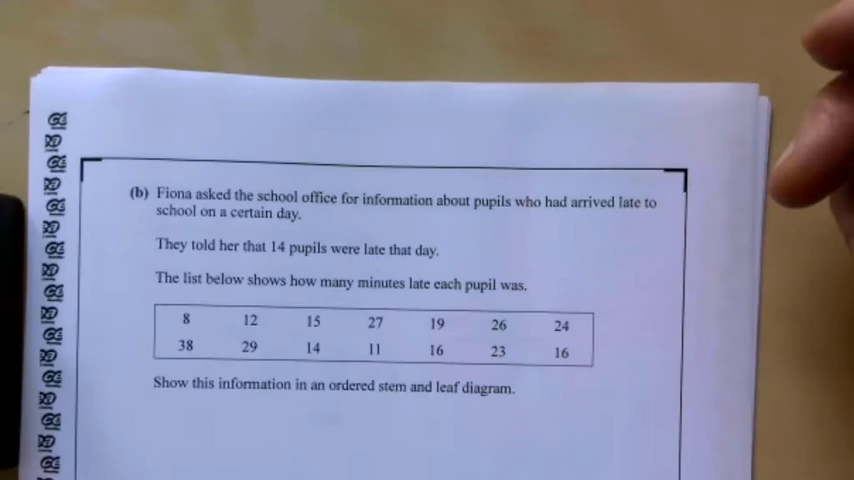 (b) Fiona asked the school office for information about pupils who had arrived late to
school on a certain day.
They told her that 14 pupils were late that day.
The list below shows how many minutes late each pupil was.
8 12 15 27 19 26 24
38 29 14 11 16 23 16
Show this information in an ordered stem and leaf diagram.